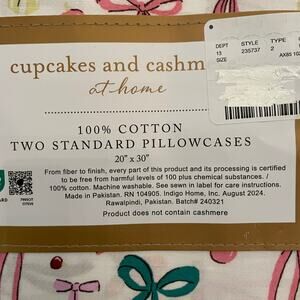 cupcakes and cashm
at home
DEPT STYLE TYPE
13 235737 2
SIZE
100% COTTON
TWO STANDARD PILLOWCASES
20" x 30"
From fiber to finish, every part of this product and its processing is certified
to be free from harmful levels of 100 plus chemical substances. /
100% cotton. Machine washable. See sewn in label for care instructions.
Made in Pakistan. RN 104905. Indigo Home, Inc. August 2024.
Rawalpindi, Pakistan. Batch# 240321
Product does not contain cashmere